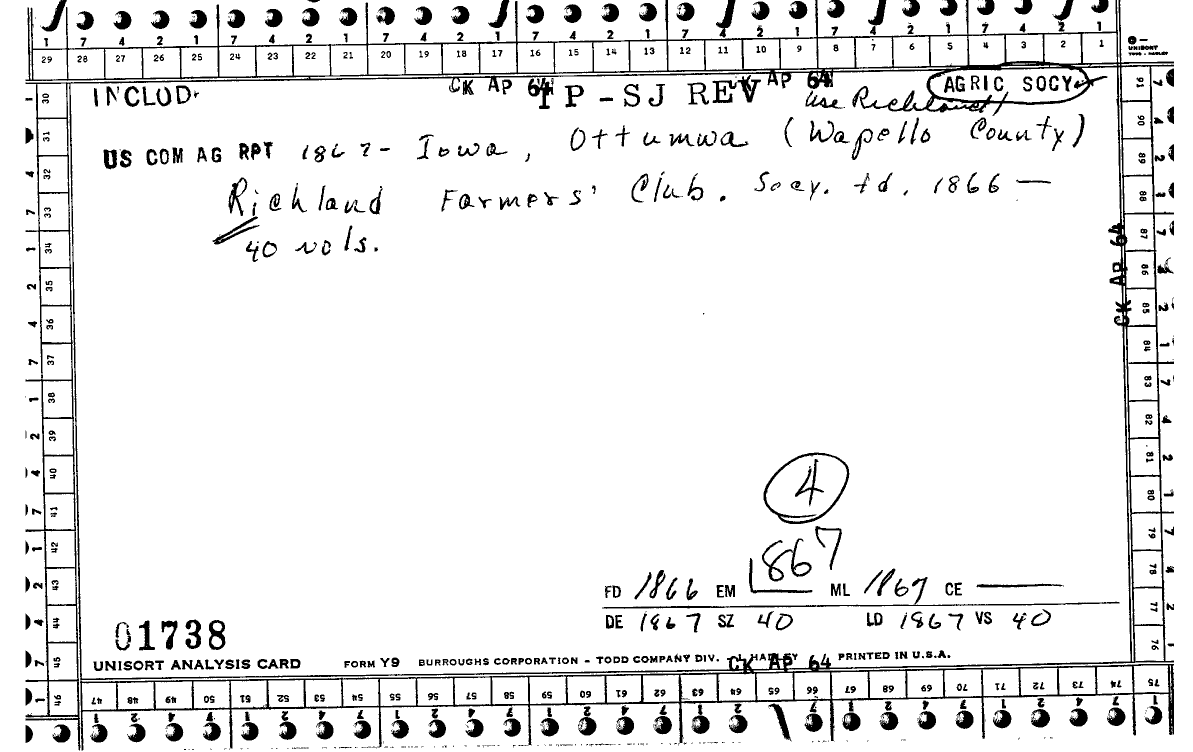 1 7 4 2 1 7 4 2 1 7 4 2 1 7 4 2 1 7 4 2 1 7 4 2 1 7 4 2 1
29 28 27 26 25 24 23 22 21 20 19 18 17 16 15 14 13 12 11 10 9 8 7 6 5 4 3 2 1
UNISORT
INCLOD
CK AP 64
TP-SJ REV
CK AP 64
AGRIC SOCY
Use Richland
US COM AG RPT 1867- Iowa, Ottumwa (Wapello County)
Richland Farmers' Club. Socy. fd. 1866 —
40 vols.
CK AP 64
4
1867
FD 1866 EM ML 1867 CE —
DE 1867 SZ 40 LD 1867 VS 40
01738
UNISORT ANALYSIS CARD FORM Y9 BURROUGHS CORPORATION - TODD COMPANY DIV. CK AP 64 PRINTED IN U.S.A.
30 31 32 33 34 35 36 37 38 39 40 41 42 43 44 45 46
91 90 89 88 87 86 85 84 83 82 81 80 79 78 77 76
47 48 49 50 51 52 53 54 55 56 57 58 59 60 61 62 63 64 65 66 67 68 69 70 71 72 73 74 75